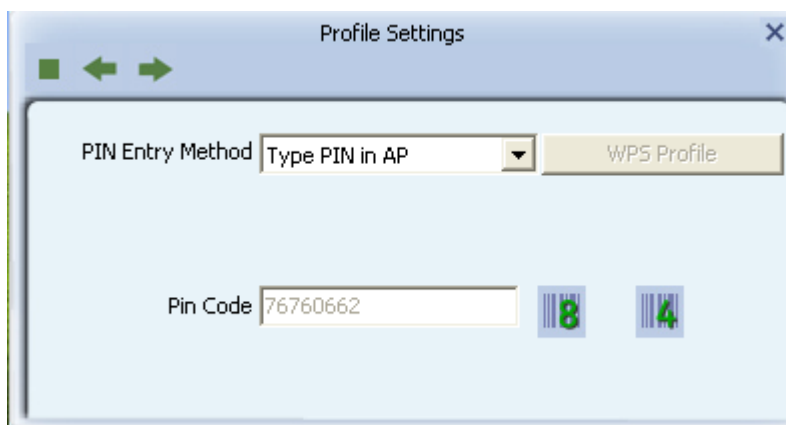 Profile Settings
PIN Entry Method Type PIN in AP WPS Profile
Pin Code 76760662 8 4